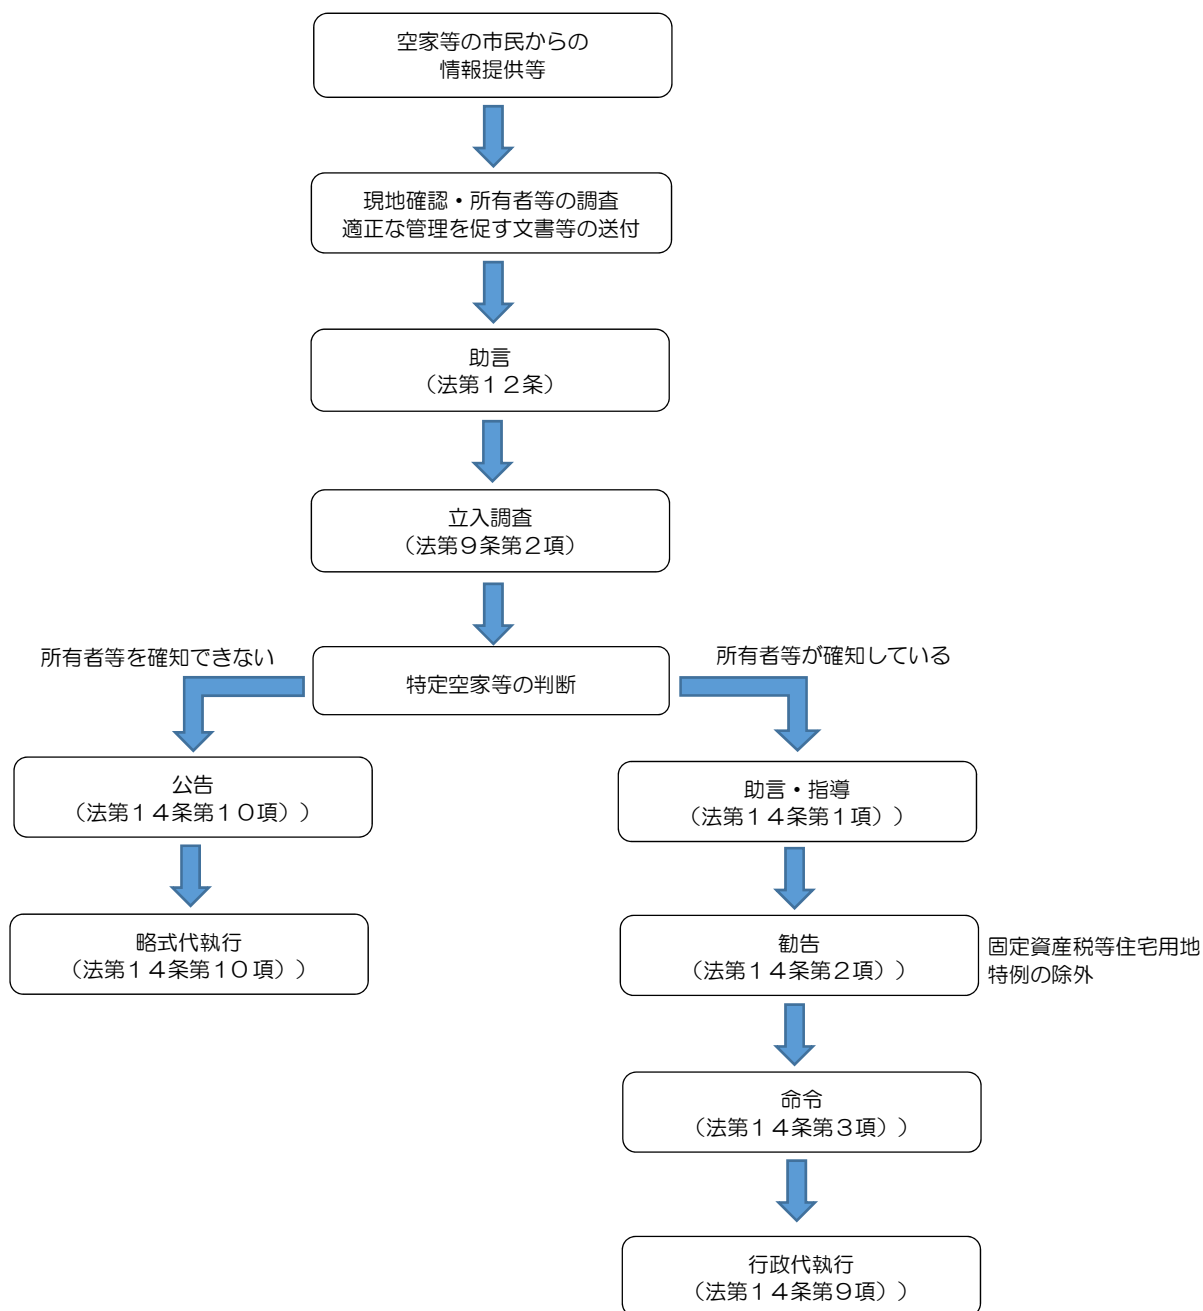 空家等の市民からの
情報提供等
現地確認・所有者等の調査
適正な管理を促す文書等の送付
助言
（法第１２条）
立入調査
（法第９条第２項）
所有者等を確知できない
特定空家等の判断
所有者等が確知している
公告
（法第１４条第１０項））
略式代執行
（法第１４条第１０項））
助言・指導
（法第１４条第１項））
勧告
（法第１４条第２項））
固定資産税等住宅用地
特例の除外
命令
（法第１４条第３項））
行政代執行
（法第１４条第９項））